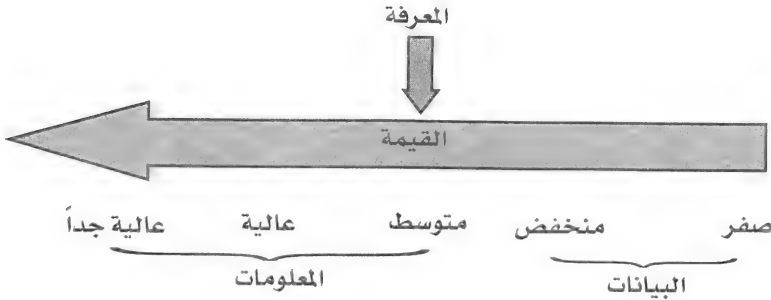 المعرفة
القيمة
صفر منخفض متوسط عالية عالية جداً
البيانات المعلومات